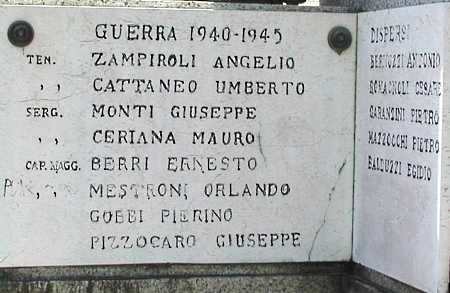 GUERRA 1940-1945
TEN. ZAMPIROLI ANGELIO
, , CATTANEO UMBERTO
SERG. MONTI GIUSEPPE
, , CERIANA MAURO
CAP. MAGG. BERRI ERNESTO
, , MESTRONI ORLANDO
GOBBI PIERINO
PIZZOCARO GIUSEPPE
DISPERSI
BERTUZZI ANTONIO
ROMAGNOLI CESARE
GARANZINI PIETRO
MAZZOCCHI PIETRO
BALDUZZI EGIDIO